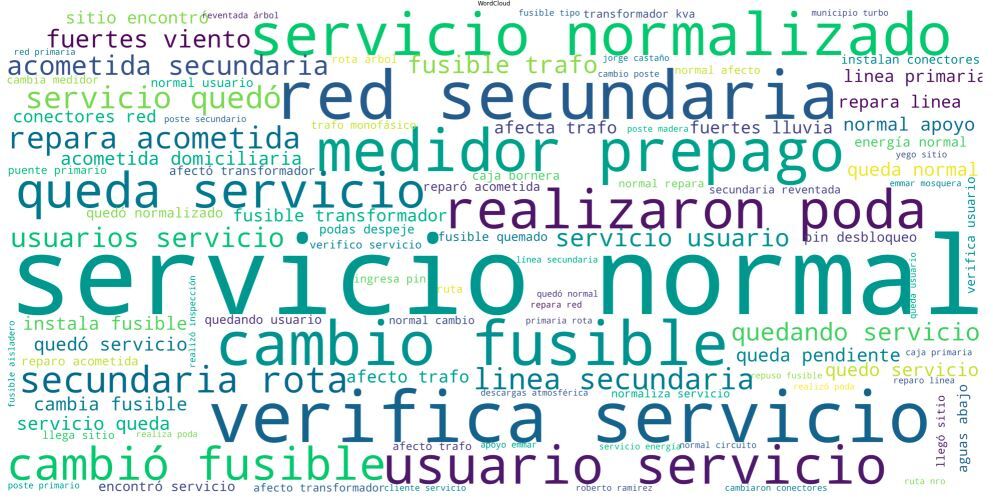 WordCloud
sitio encontró
reventada árbol
servicio normalizado
fusible tipo
transformador kva
municipio turbo
fuertes viento
red primaria
acometida secundaria
rota árbol
fusible trafo
jorge castaño
instalan conectores
cambia medidor
normal usuario
red secundaria
cambio poste
normal afecto
linea primaria
servicio quedó
repara linea
conectores red
poste secundario
trafo monofásico
afecta trafo
poste madera
fuertes lluvia
normal apoyo
repara acometida
medidor prepago
energía normal
acometida domiciliaria
yego sitio
puente primario
afectó transformador
caja bornera
queda normal
queda servicio
reparó acometida
normal repara
secundaria reventada
emmar mosquera
quedo normalizado
fusible transformador
realizaron poda
podas despeje
usuarios servicio
verifico servicio
fusible quemado
servicio usuario
pin desbloqueo
verifica usuario
servicio normal
línea secundaria
ingresa pin
ruta
quedó normal
repara red
queda usuario
realizó inspección
instala fusible
quedando usuario
normal cambio
primaria rota
cambio fusible
quedando servicio
fusible aisladero
quedó servicio
queda pendiente
caja primaria
reparo acometida
secundaria rota
afecto trafo
linea secundaria
repuso fusible
quedo servicio
reparo línea
realizó poda
cambia fusible
descargas atmosférica
normaliza servicio
verifica servicio
servicio queda
llega sitio
realiza poda
llegó sitio
aguas abajo
afecto trafo
apoyo emmar
servicio energía
normal circuito
cambió fusible
usuario servicio
poste primario
encontró servicio
afecto transformador
cliente servicio
roberto ramirez
cambiaron conectores
ruta nro